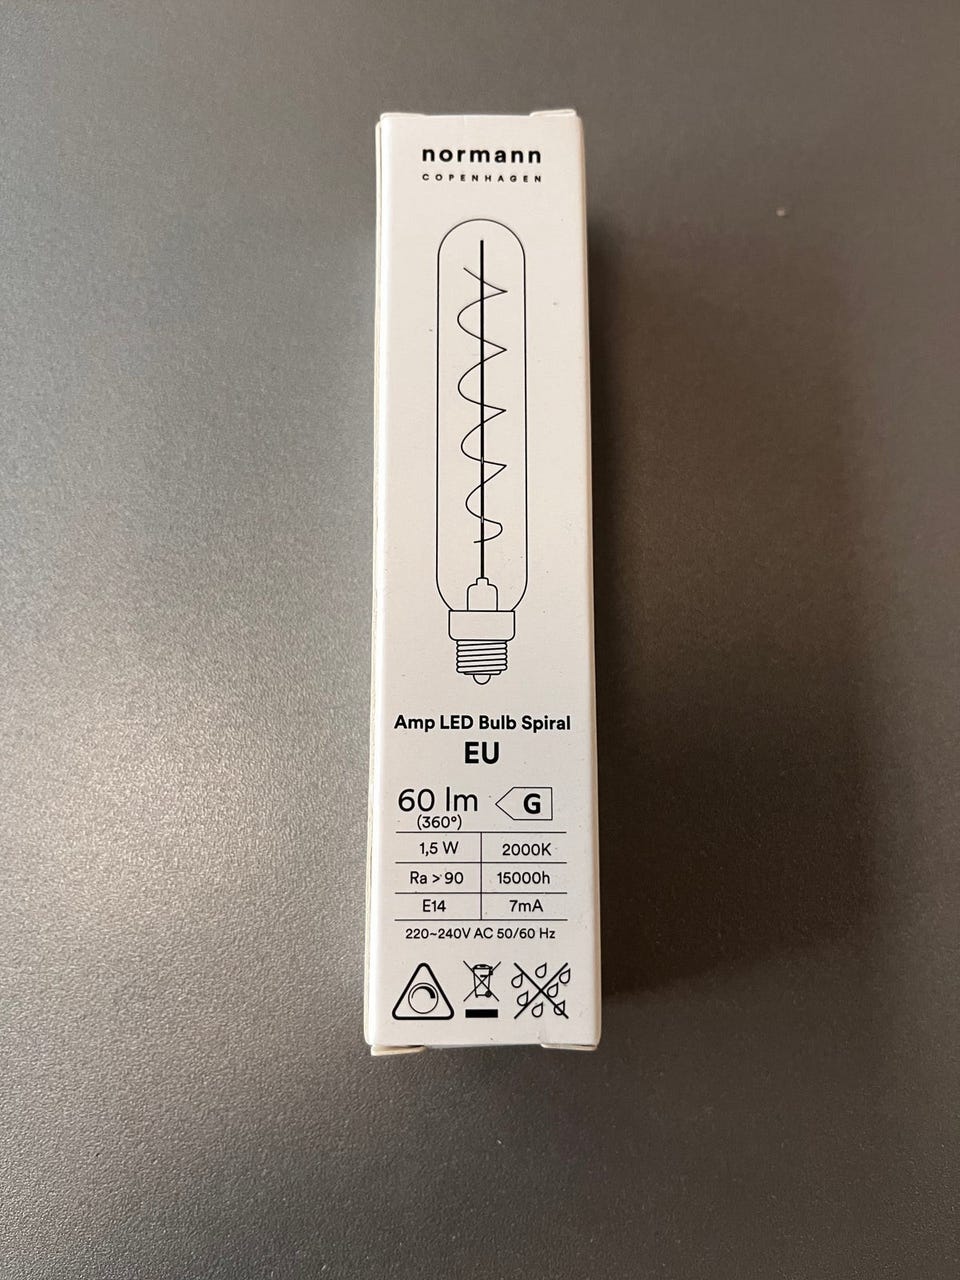 normann
COPENHAGEN
Amp LED Bulb Spiral
EU
60 lm G
(360°)
1,5 W 2000K
Ra > 90 15000h
E14 7mA
220~240V AC 50/60 Hz